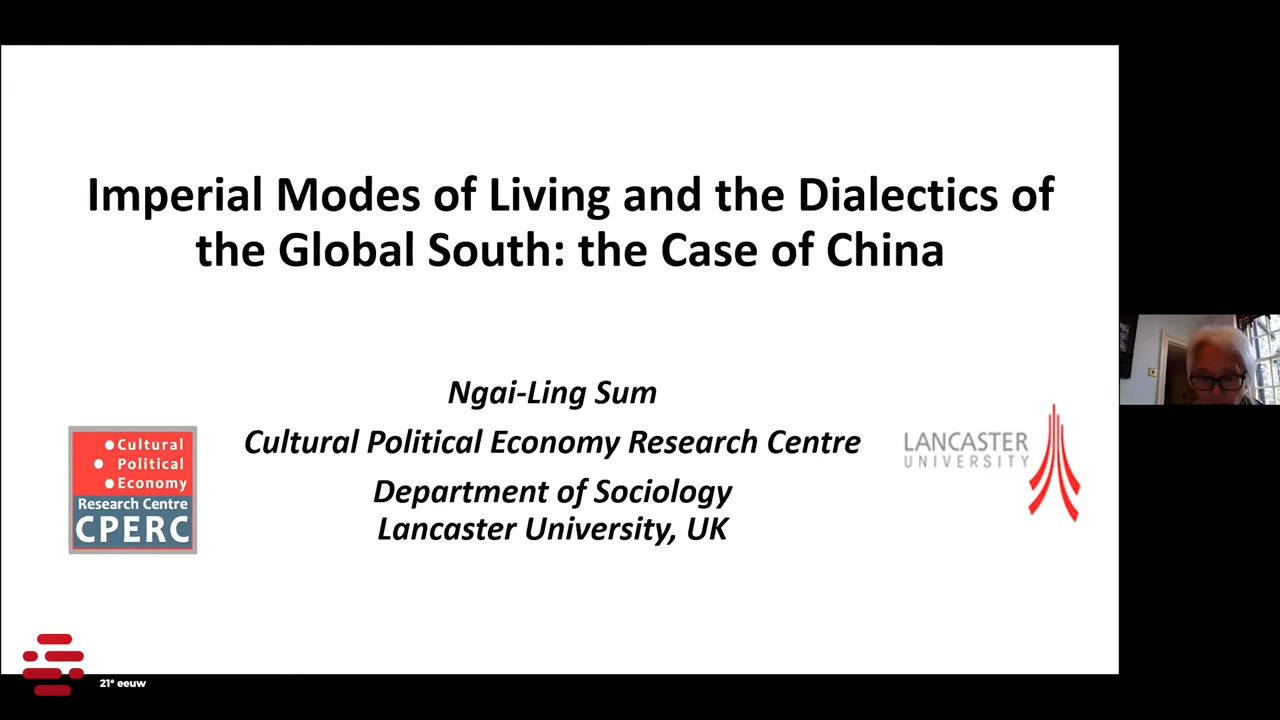 Imperial Modes of Living and the Dialectics of
the Global South: the Case of China
Ngai-Ling Sum
Cultural Political Economy Research Centre
Department of Sociology
Lancaster University, UK
Cultural
Political
Economy
Research Centre
CPERC
LANCASTER
UNIVERSITY
21e eeuw